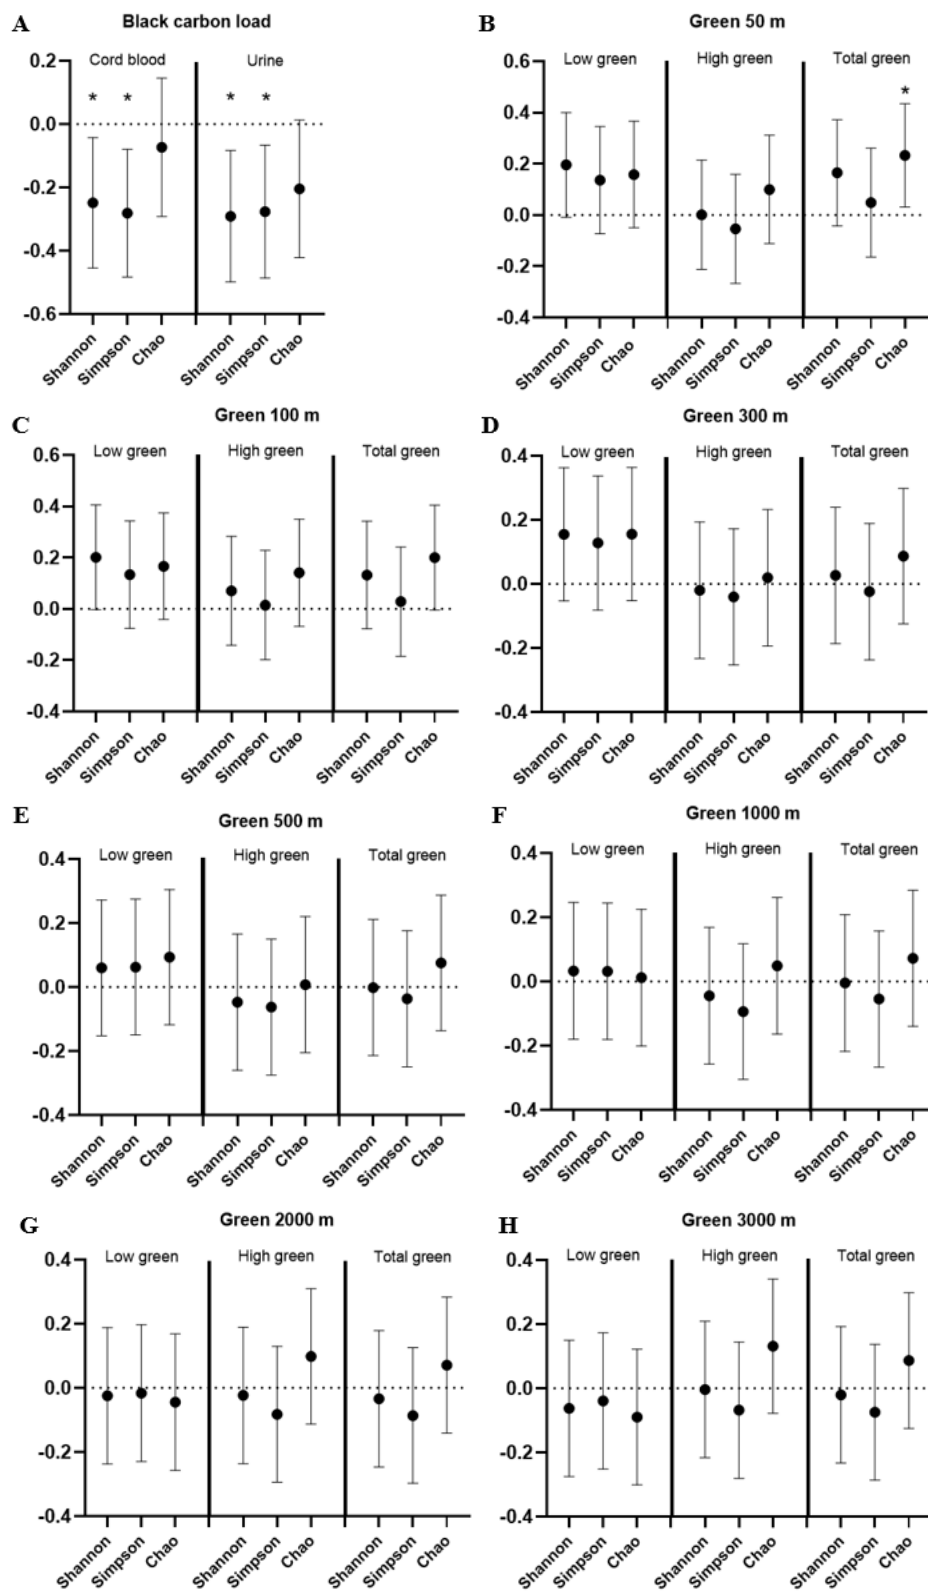 A
Black carbon load
Cord blood
Urine
0.2
* * * *
0.0
-0.2
-0.4
-0.6
Shannon
Simpson
Chao
Shannon
Simpson
Chao
B
Green 50 m
Low green
High green
Total green
0.6
*
0.4
0.2
0.0
-0.2
-0.4
Shannon
Simpson
Chao
Shannon
Simpson
Chao
Shannon
Simpson
Chao
C
Green 100 m
Low green
High green
Total green
0.6
0.4
0.2
0.0
-0.2
-0.4
Shannon
Simpson
Chao
Shannon
Simpson
Chao
Shannon
Simpson
Chao
D
Green 300 m
Low green
High green
Total green
0.4
0.2
0.0
-0.2
-0.4
Shannon
Simpson
Chao
Shannon
Simpson
Chao
Shannon
Simpson
Chao
E
Green 500 m
Low green
High green
Total green
0.4
0.2
0.0
-0.2
-0.4
Shannon
Simpson
Chao
Shannon
Simpson
Chao
Shannon
Simpson
Chao
F
Green 1000 m
Low green
High green
Total green
0.4
0.2
0.0
-0.2
-0.4
Shannon
Simpson
Chao
Shannon
Simpson
Chao
Shannon
Simpson
Chao
G
Green 2000 m
Low green
High green
Total green
0.4
0.2
0.0
-0.2
-0.4
Shannon
Simpson
Chao
Shannon
Simpson
Chao
Shannon
Simpson
Chao
H
Green 3000 m
Low green
High green
Total green
0.4
0.2
0.0
-0.2
-0.4
Shannon
Simpson
Chao
Shannon
Simpson
Chao
Shannon
Simpson
Chao